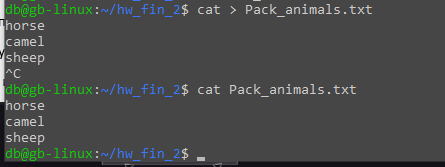 db@gb-linux:~/hw_fin_2$ cat > Pack_animals.txt
horse
camel
sheep
^C
db@gb-linux:~/hw_fin_2$ cat Pack_animals.txt
horse
camel
sheep
db@gb-linux:~/hw_fin_2$